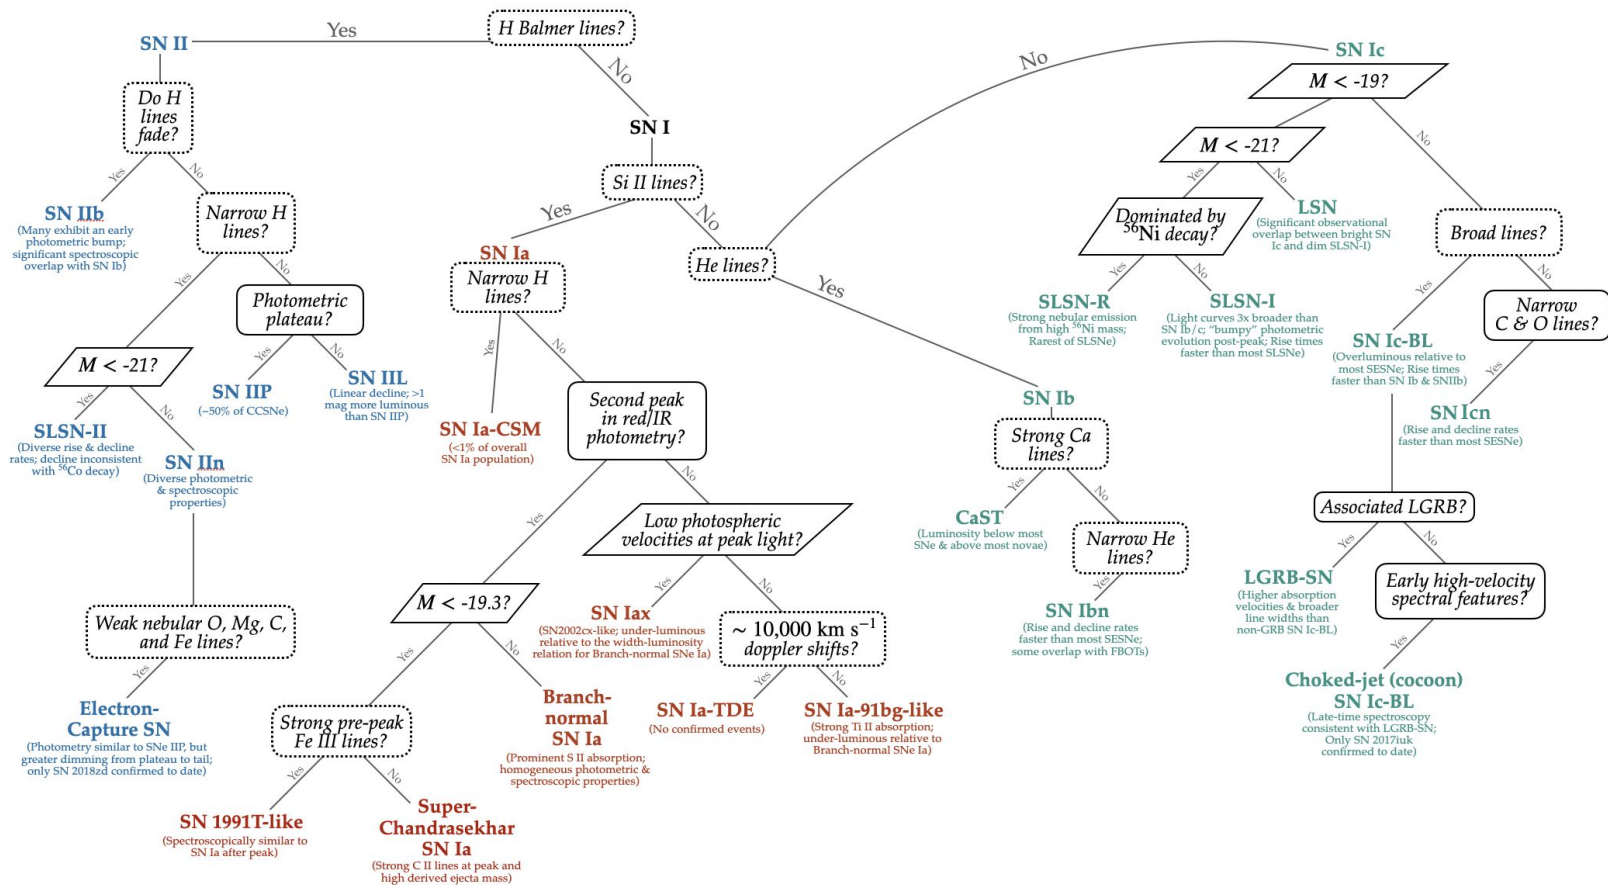 H Balmer lines?
Yes
No
SN II
Do H
lines
fade?
Yes
No
SN IIb
(Many exhibit an early
photometric bump;
significant spectroscopic
overlap with SN Ib)
Narrow H
lines?
Yes
No
Photometric
plateau?
Yes
No
SN IIP
(~50% of CCSNe)
SN IIL
(Linear decline; >1
mag more luminous
than SN IIP)
M < -21?
Yes
No
SLSN-II
(Diverse rise & decline
rates; decline inconsistent
with ⁵⁶Co decay)
SN IIn
(Diverse photometric
& spectroscopic
properties)
Weak nebular O, Mg, C,
and Fe lines?
Yes
Electron-
Capture SN
(Photometry similar to SNe IIP, but
greater dimming from plateau to tail;
only SN 2018zd confirmed to date)
SN I
Si II lines?
Yes
No
SN Ia
Narrow H
lines?
Yes
No
SN Ia-CSM
(<1% of overall
SN Ia population)
Second peak
in red/IR
photometry?
Yes
No
M < -19.3?
Yes
No
Strong pre-peak
Fe III lines?
Yes
No
SN 1991T-like
(Spectroscopically similar to
SN Ia after peak)
Super-
Chandrasekhar
SN Ia
(Strong C II lines at peak and
high derived ejecta mass)
Branch-
normal
SN Ia
(Prominent S II absorption;
homogeneous photometric &
spectroscopic properties)
Low photospheric
velocities at peak light?
Yes
No
SN Iax
(SN2002cx-like; under-luminous
relative to the width-luminosity
relation for Branch-normal SNe Ia)
~ 10,000 km s⁻¹
doppler shifts?
Yes
No
SN Ia-TDE
(No confirmed events)
SN Ia-91bg-like
(Strong Ti II absorption;
under-luminous relative to
Branch-normal SNe Ia)
He lines?
No
Yes
SN Ib
Strong Ca
lines?
Yes
No
CaST
(Luminosity below most
SNe & above most novae)
Narrow He
lines?
Yes
SN Ibn
(Rise and decline rates
faster than most SESNe;
some overlap with FBOTs)
SN Ic
M < -19?
No
M < -21?
Yes
No
Dominated by
⁵⁶Ni decay?
Yes
No
LSN
(Significant observational
overlap between bright SN
Ic and dim SLSN-I)
SLSN-R
(Strong nebular emission
from high ⁵⁶Ni mass;
Rarest of SLSNe)
SLSN-I
(Light curves 3x broader than
SN Ib/c; "bumpy" photometric
evolution post-peak; Rise times
faster than most SLSNe)
Broad lines?
Yes
No
SN Ic-BL
(Overluminous relative to
most SESNe; Rise times
faster than SN Ib & SNIIb)
Narrow
C & O lines?
Yes
SN Icn
(Rise and decline rates
faster than most SESNe)
Associated LGRB?
Yes
No
LGRB-SN
(Higher absorption
velocities & broader
line widths than
non-GRB SN Ic-BL)
Early high-velocity
spectral features?
Yes
Choked-jet (cocoon)
SN Ic-BL
(Late-time spectroscopy
consistent with LGRB-SN;
Only SN 2017iuk
confirmed to date)